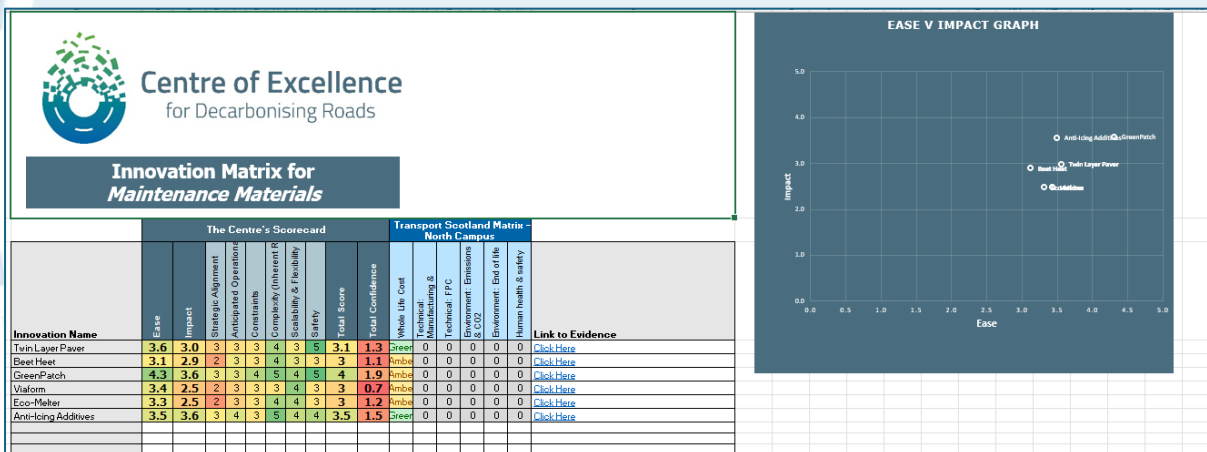 Centre of Excellence
for Decarbonising Roads
Innovation Matrix for
Maintenance Materials
The Centre's Scorecard
Transport Scotland Matrix –
North Campus
Innovation Name
Ease
Impact
Strategic Alignment
Anticipated Operationa
Constraints
Complexity (Inherent R
Scalability & Flexibility
Safety
Total Score
Total Confidence
Whole Life Cost
Technical:
Manufacturing &
Technical: FPC
Environment: Emissions
& CO2
Environment: End of life
Human health & safety
Link to Evidence
Twin Layer Paver 3.6 3.0 3 3 3 4 3 5 3.1 1.3 Green 0 0 0 0 0 Click Here
Beet Heet 3.1 2.9 2 3 3 4 3 3 3 1.1 Ambe 0 0 0 0 0 Click Here
GreenPatch 4.3 3.6 3 3 4 5 4 5 4 1.9 Ambe 0 0 0 0 0 Click Here
Viaform 3.4 2.5 2 3 3 3 4 3 3 0.7 Ambe 0 0 0 0 0 Click Here
Eco-Melter 3.3 2.5 2 3 3 4 4 3 3 1.2 Ambe 0 0 0 0 0 Click Here
Anti-Icing Additives 3.5 3.6 3 4 3 5 4 4 3.5 1.5 Green 0 0 0 0 0 Click Here
EASE V IMPACT GRAPH
Impact
5.0
4.0
3.0
2.0
1.0
0.0
Anti-Icing Additives
GreenPatch
Twin Layer Paver
Beet Heet
0.0 0.5 1.0 1.5 2.0 2.5 3.0 3.5 4.0 4.5 5.0
Ease